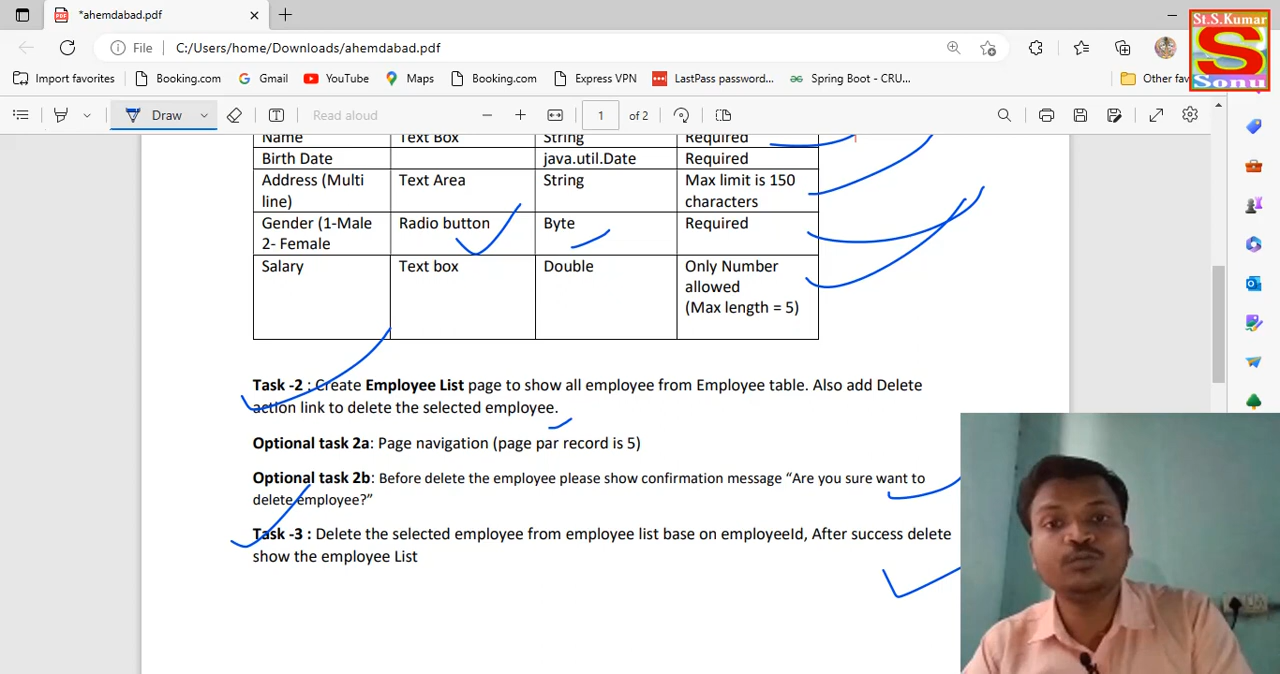 *ahemdabad.pdf
File C:/Users/home/Downloads/ahemdabad.pdf
Import favorites Booking.com Gmail YouTube Maps Booking.com Express VPN LastPass password... Spring Boot - CRU... Other fav
Draw Read aloud 1 of 2
St.S.Kumar
S
Sonu
Name Text Box String Required
Birth Date java.util.Date Required
Address (Multi line) Text Area String Max limit is 150 characters
Gender (1-Male 2- Female Radio button Byte Required
Salary Text box Double Only Number allowed (Max length = 5)
Task -2 : Create Employee List page to show all employee from Employee table. Also add Delete
action link to delete the selected employee.
Optional task 2a: Page navigation (page par record is 5)
Optional task 2b: Before delete the employee please show confirmation message “Are you sure want to
delete employee?”
Task -3 : Delete the selected employee from employee list base on employeeId, After success delete
show the employee List